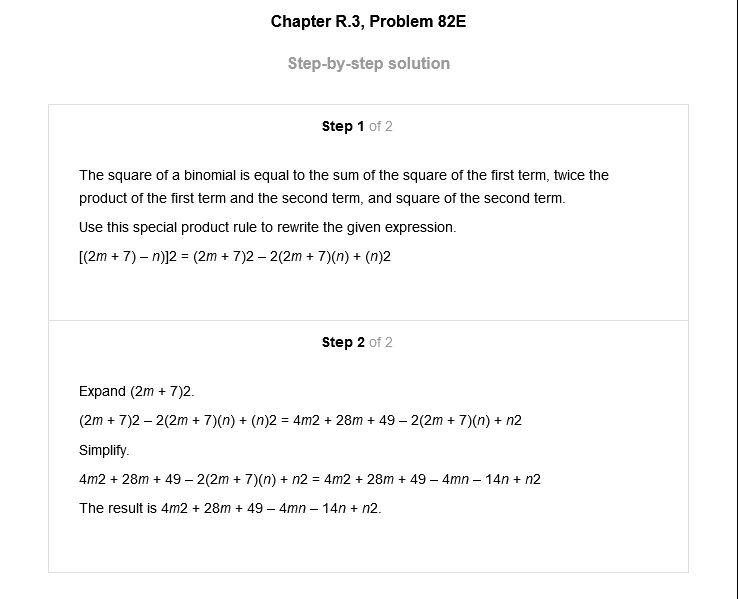 Chapter R.3, Problem 82E
Step-by-step solution
Step 1 of 2
The square of a binomial is equal to the sum of the square of the first term, twice the
product of the first term and the second term, and square of the second term.
Use this special product rule to rewrite the given expression.
[(2m + 7) – n)]2 = (2m + 7)2 – 2(2m + 7)(n) + (n)2
Step 2 of 2
Expand (2m + 7)2.
(2m + 7)2 – 2(2m + 7)(n) + (n)2 = 4m2 + 28m + 49 – 2(2m + 7)(n) + n2
Simplify.
4m2 + 28m + 49 – 2(2m + 7)(n) + n2 = 4m2 + 28m + 49 – 4mn – 14n + n2
The result is 4m2 + 28m + 49 – 4mn – 14n + n2.